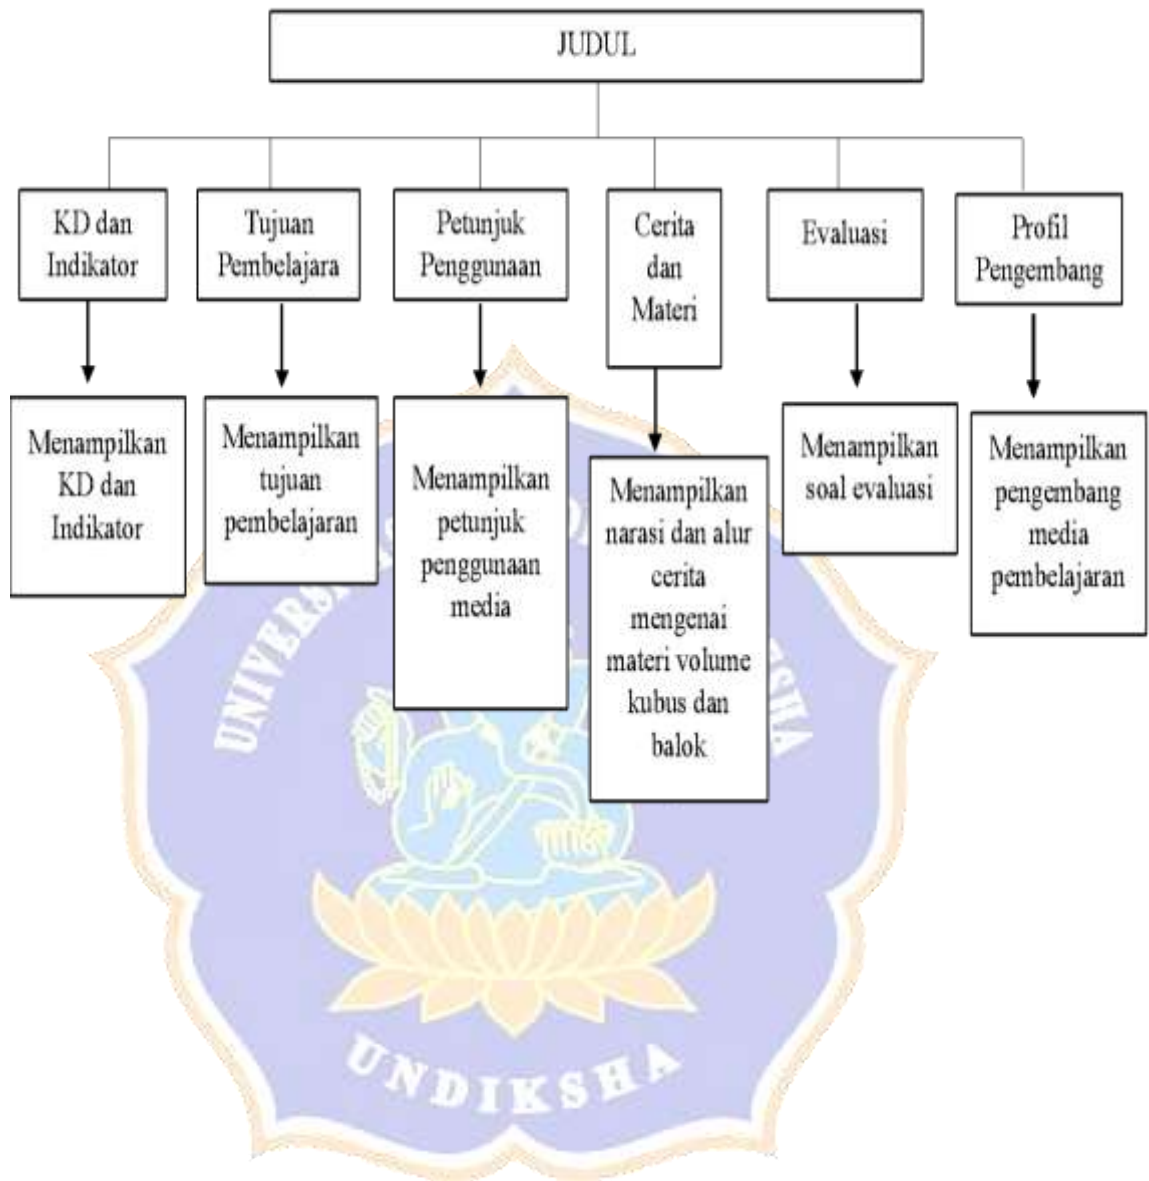 JUDUL
KD dan
Indikator
Tujuan
Pembelajara
Petunjuk
Penggunaan
Cerita
dan
Materi
Evaluasi
Profil
Pengembang
Menampilkan
KD dan
Indikator
Menampilkan
tujuan
pembelajaran
Menampilkan
petunjuk
penggunaan
media
Menampilkan
narasi dan alur
cerita
mengenai
materi volume
kubus dan
balok
Menampilkan
soal evaluasi
Menampilkan
pengembang
media
pembelajaran
UNDIKSHA